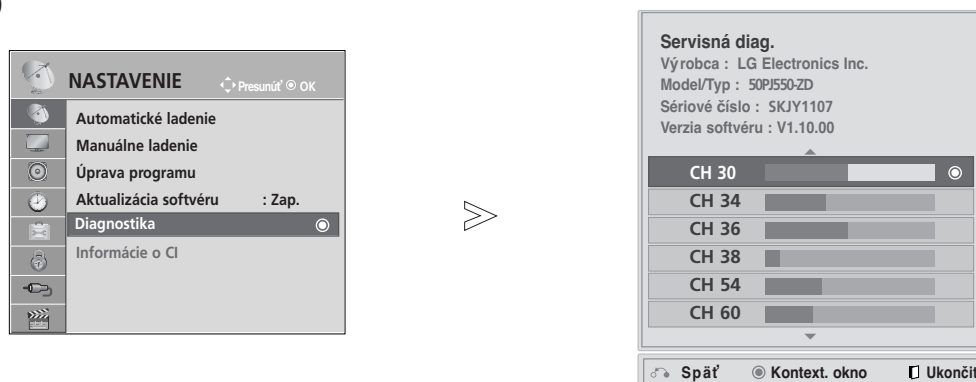 )
NASTAVENIE
Presunúť OK
Automatické ladenie
Manuálne ladenie
Úprava programu
Aktualizácia softvéru : Zap.
Diagnostika
Informácie o CI
Servisná diag.
Výrobca : LG Electronics Inc.
Model/Typ : 50PJ550-ZD
Sériové číslo : SKJY1107
Verzia softvéru : V1.10.00
CH 30
CH 34
CH 36
CH 38
CH 54
CH 60
Späť Kontext. okno Ukončiť